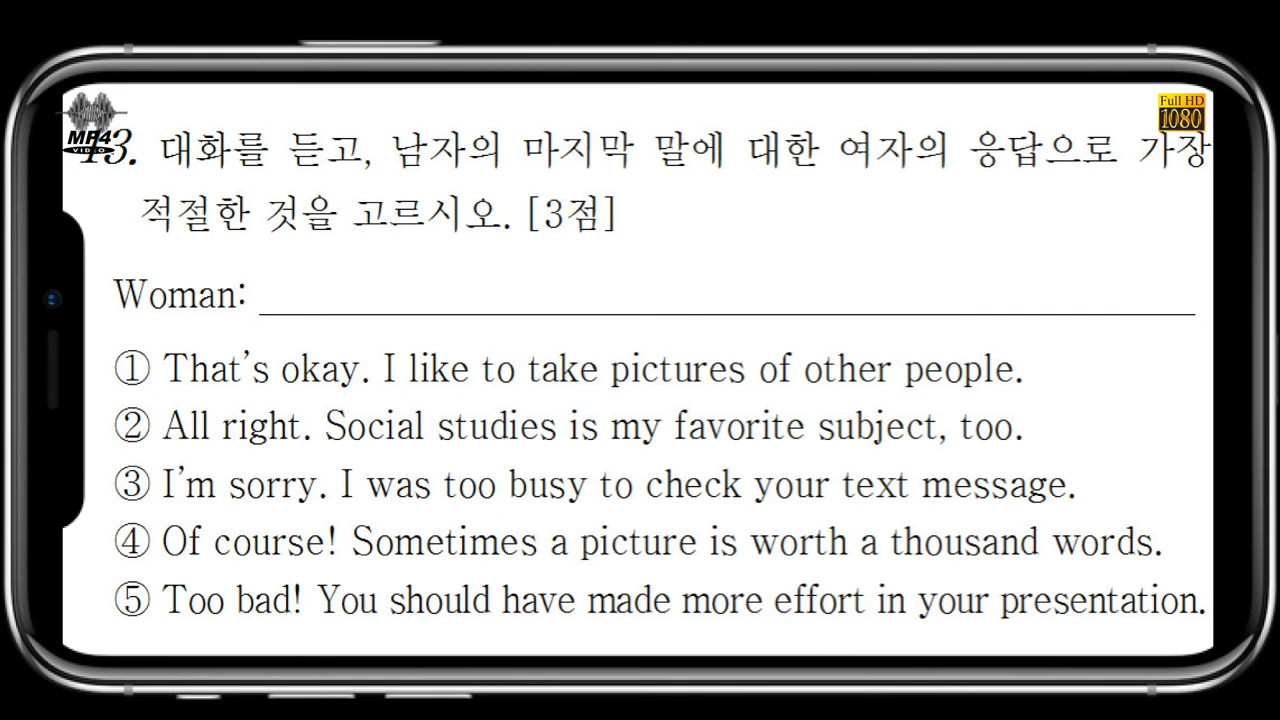 MP4
VIDEO
Full HD
1080
13. 대화를 듣고, 남자의 마지막 말에 대한 여자의 응답으로 가장
적절한 것을 고르시오. [3점]
Woman:
① That's okay. I like to take pictures of other people.
② All right. Social studies is my favorite subject, too.
③ I'm sorry. I was too busy to check your text message.
④ Of course! Sometimes a picture is worth a thousand words.
⑤ Too bad! You should have made more effort in your presentation.